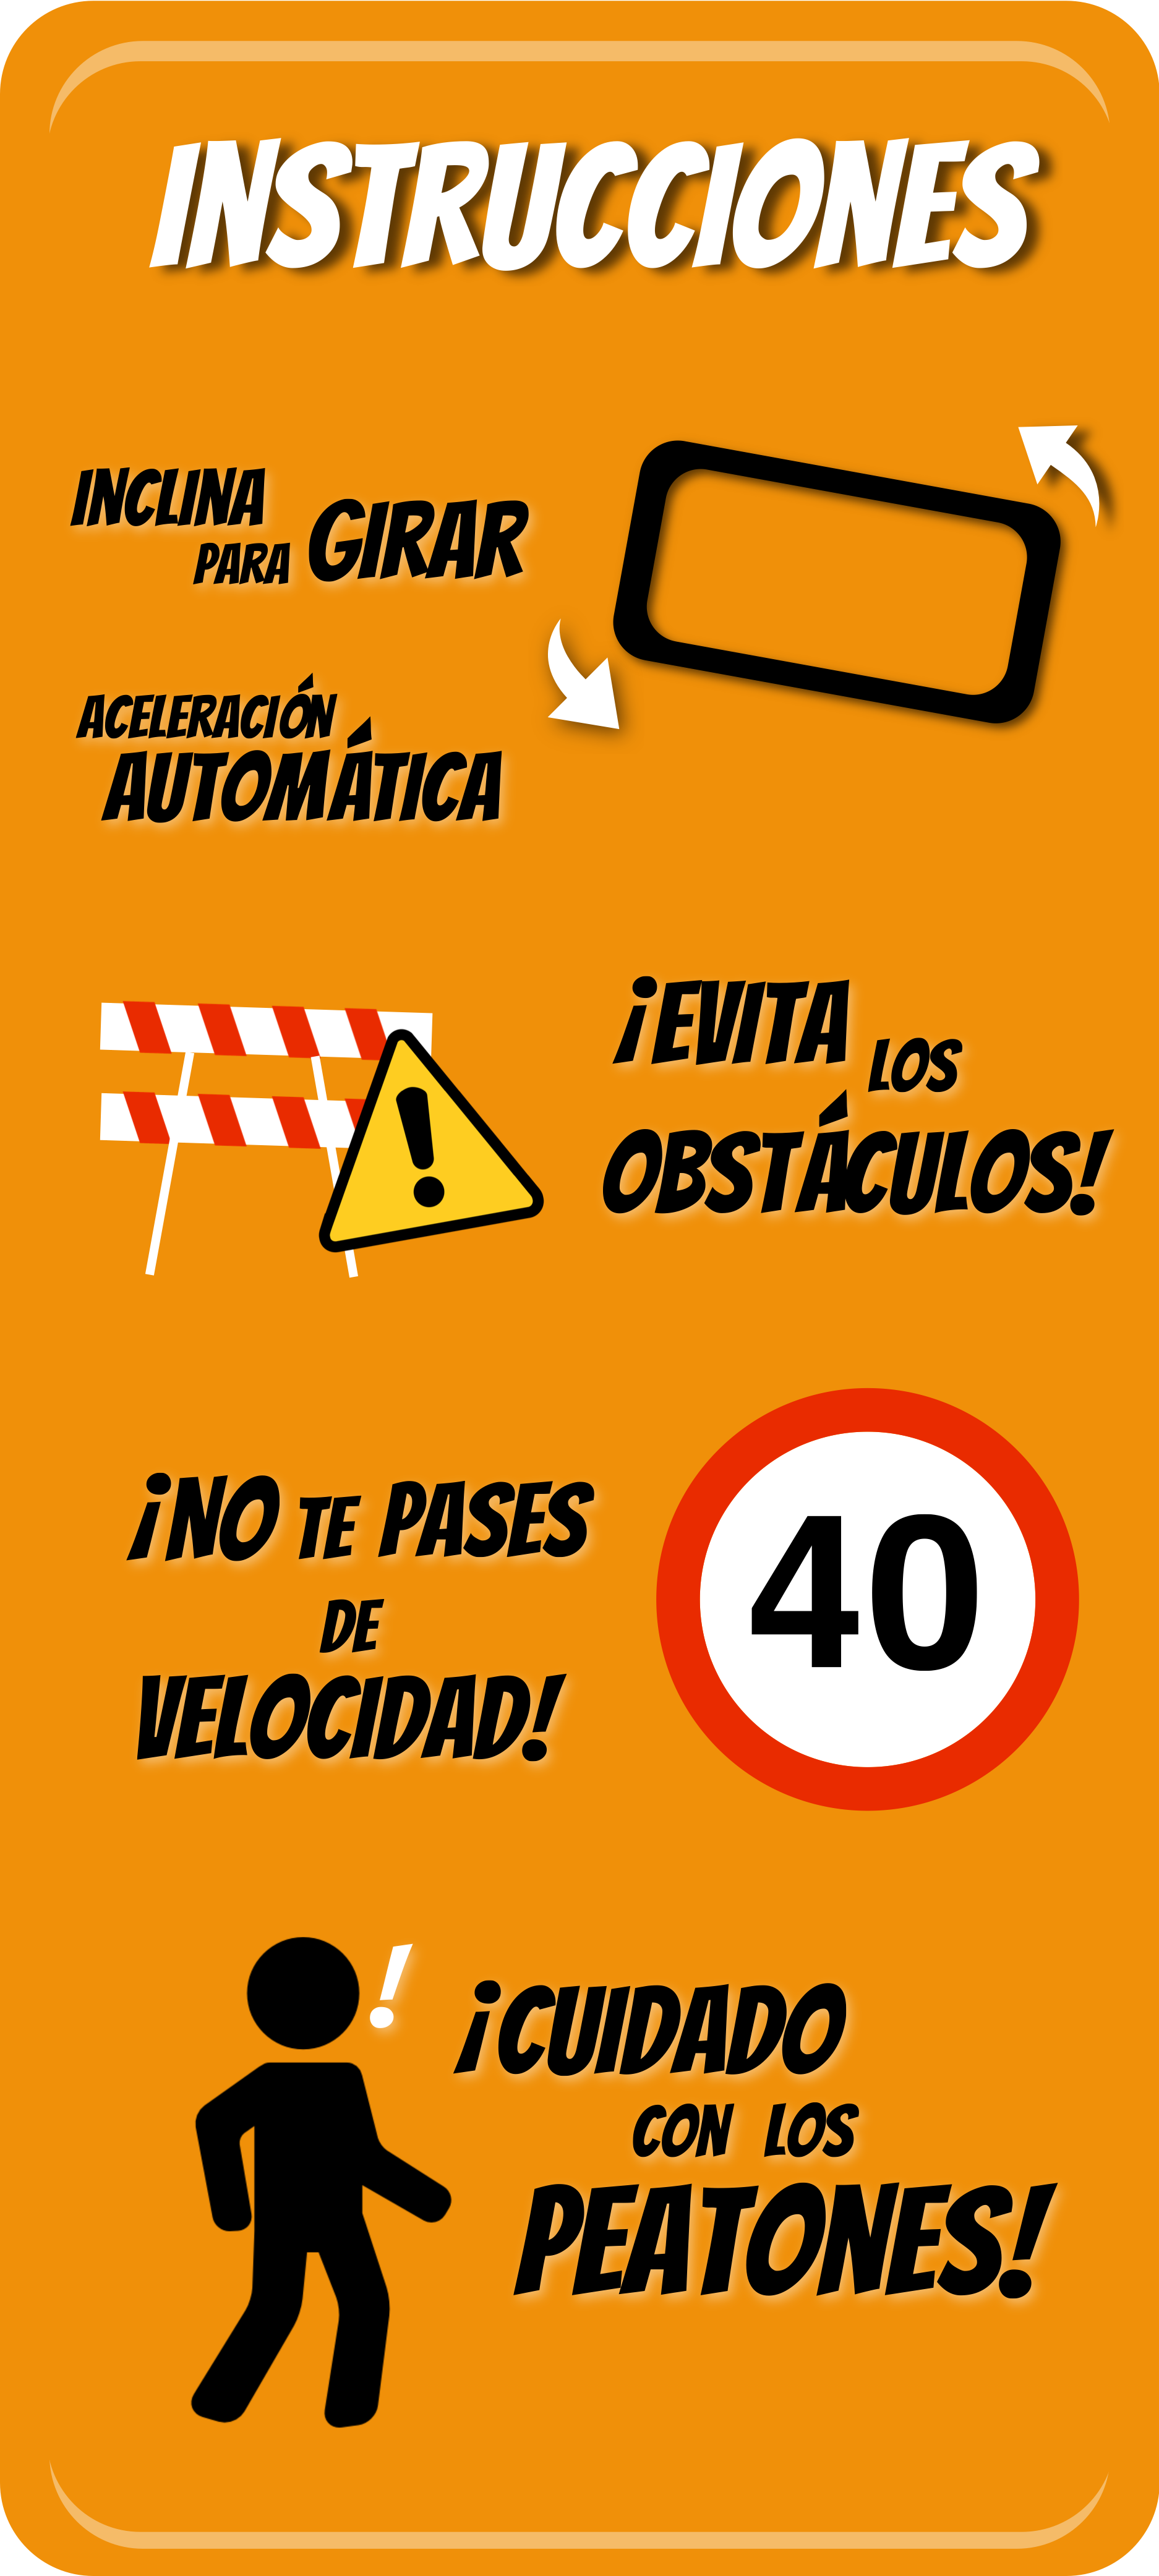 INSTRUCCIONES
INCLINA
PARA GIRAR
ACELERACIÓN
AUTOMÁTICA
¡EVITA LOS
OBSTÁCULOS!
¡NO TE PASES
DE
VELOCIDAD!
40
!
¡CUIDADO
CON LOS
PEATONES!